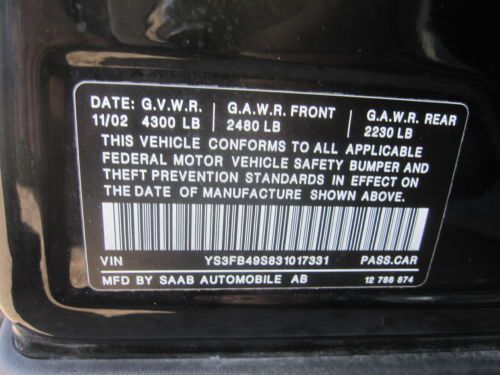 DATE: G.V.W.R. G.A.W.R. FRONT G.A.W.R. REAR
11/02 4300 LB 2480 LB 2230 LB
THIS VEHICLE CONFORMS TO ALL APPLICABLE
FEDERAL MOTOR VEHICLE SAFETY BUMPER AND
THEFT PREVENTION STANDARDS IN EFFECT ON
THE DATE OF MANUFACTURE SHOWN ABOVE.
VIN YS3FB49S831017331 PASS.CAR
MFD BY SAAB AUTOMOBILE AB 12 788 874